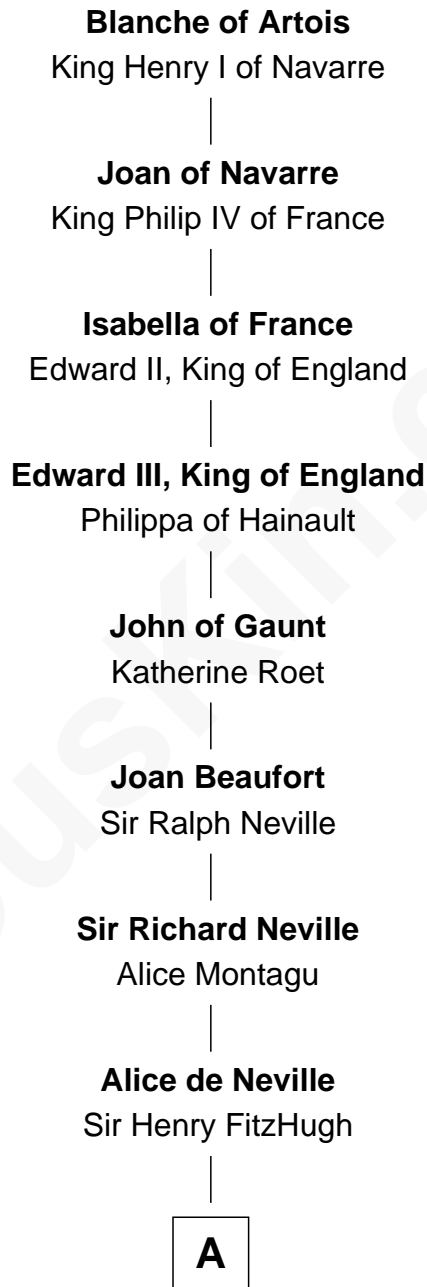 Blanche of Artois
King Henry I of Navarre
Joan of Navarre
King Philip IV of France
Isabella of France
Edward II, King of England
Edward III, King of England
Philippa of Hainault
John of Gaunt
Katherine Roet
Joan Beaufort
Sir Ralph Neville
Sir Richard Neville
Alice Montagu
Alice de Neville
Sir Henry FitzHugh
A